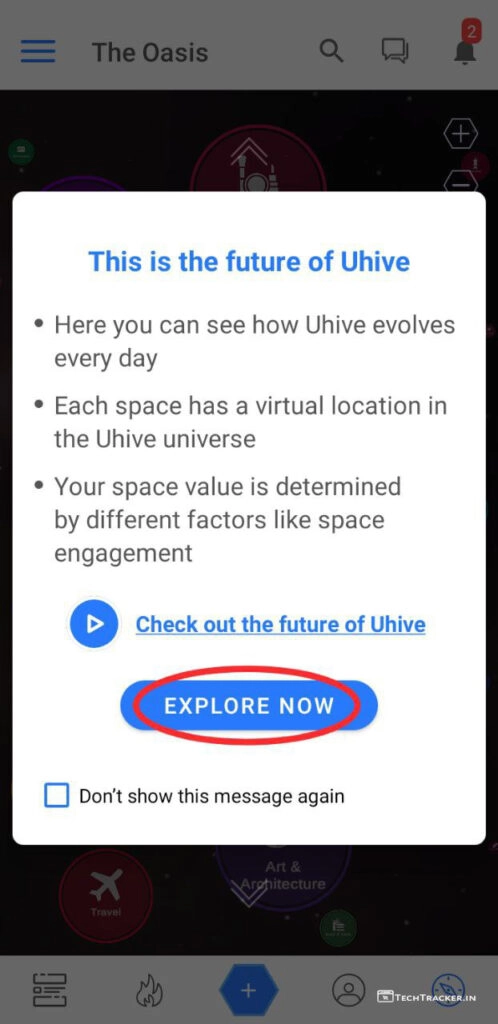 2
The Oasis
This is the future of Uhive
• Here you can see how Uhive evolves
every day
• Each space has a virtual location in
the Uhive universe
• Your space value is determined
by different factors like space
engagement
Check out the future of Uhive
EXPLORE NOW
Don't show this message again
Art &
Architecture
Travel
TECHTRACKER.IN